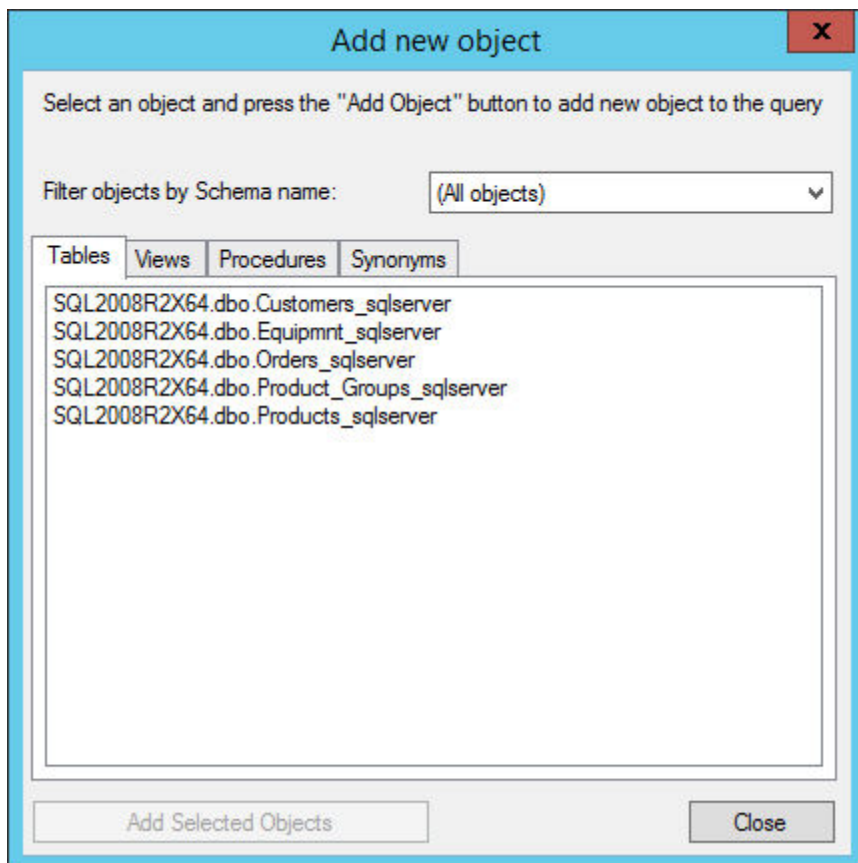 Add new object
x
Select an object and press the "Add Object" button to add new object to the query
Filter objects by Schema name: (All objects)
Tables Views Procedures Synonyms
SQL2008R2X64.dbo.Customers_sqlserver
SQL2008R2X64.dbo.Equipmnt_sqlserver
SQL2008R2X64.dbo.Orders_sqlserver
SQL2008R2X64.dbo.Product_Groups_sqlserver
SQL2008R2X64.dbo.Products_sqlserver
Add Selected Objects Close